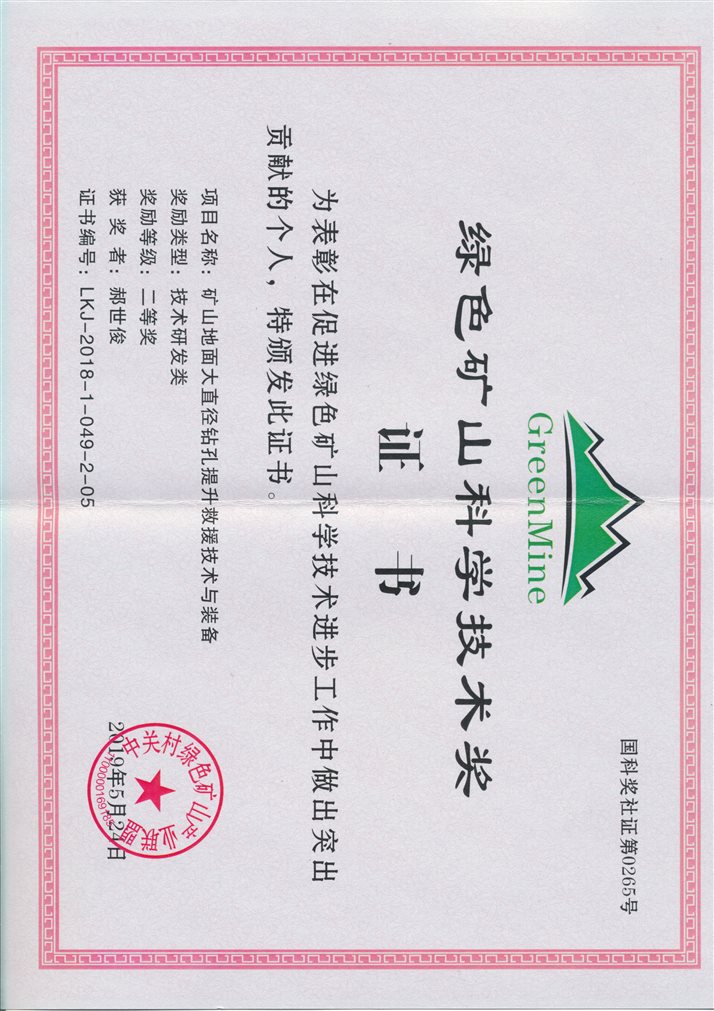 国科奖社证第0265号
GreenMine
绿色矿山科学技术奖
证书
为表彰在促进绿色矿山科学技术进步工作中做出突出
贡献的个人，特颁发此证书。
项目名称：矿山地面大直径钻孔提升救援技术与装备
奖励类型：技术研发类
奖励等级：二等奖
获奖者：郝世俊
证书编号：LKJ-2018-1-049-2-05
中关村绿色矿山产业联盟
2019年5月24日